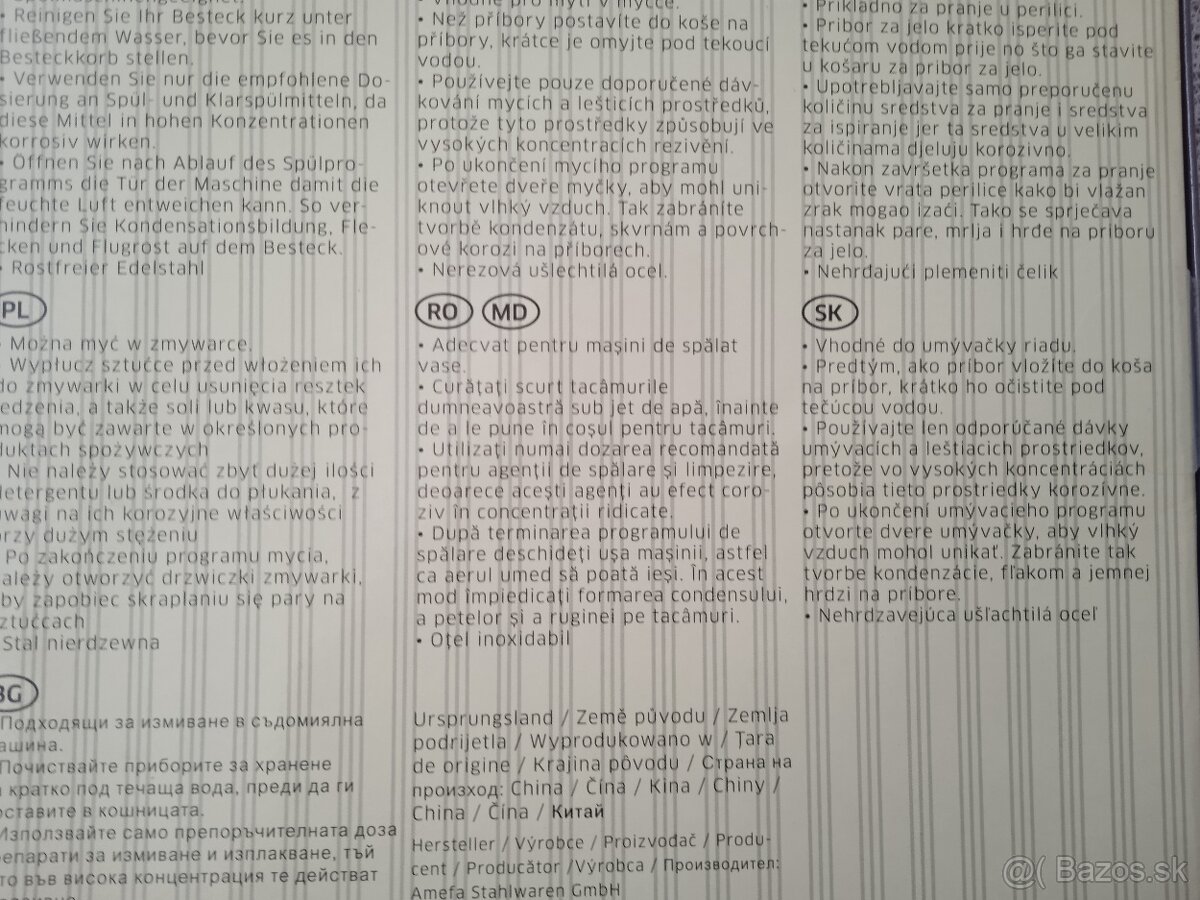 • Reinigen Sie Ihr Besteck kurz unter
fließendem Wasser, bevor Sie es in den
Besteckkorb stellen.
• Verwenden Sie nur die empfohlene Do-
sierung an Spül- und Klarspülmitteln, da
diese Mittel in hohen Konzentrationen
korrosiv wirken.
• Öffnen Sie nach Ablauf des Spülpro-
gramms die Tür der Maschine damit die
feuchte Luft entweichen kann. So ver-
hindern Sie Kondensationsbildung, Fle-
cken und Flugrost auf dem Besteck.
• Rostfreier Edelstahl
PL
• Można myć w zmywarce.
• Wypłucz sztućce przed włożeniem ich
do zmywarki w celu usunięcia resztek
jedzenia, a także soli lub kwasu, które
mogą być zawarte w określonych pro-
duktach spożywczych
Nie należy stosować zbyt dużej ilości
detergentu lub środka do płukania, z
uwagi na ich korozyjne właściwości
przy dużym stężeniu
Po zakończeniu programu mycia,
należy otworzyć drzwiczki zmywarki,
by zapobiec skraplaniu się pary na
sztućcach
Stal nierdzewna
BG
Подходящи за измиване в съдомиялна
машина.
Почиствайте приборите за хранене
кратко под течаща вода, преди да ги
оставите в кошницата.
Използвайте само препоръчителната доза
препарати за измиване и изплакване, тъй
то във висока концентрация те действат
• Vhodné pro mytí v myčce.
• Než příbory postavíte do koše na
příbory, krátce je omyjte pod tekoucí
vodou.
• Používejte pouze doporučené dáv-
kování mycích a lešticích prostředků,
protože tyto prostředky způsobují ve
vysokých koncentracích rezivění.
• Po ukončení mycího programu
otevřete dveře myčky, aby mohl uni-
knout vlhký vzduch. Tak zabráníte
tvorbě kondenzátu, skvrnám a povrch-
ové korozi na příborech.
• Nerezová ušlechtilá ocel.
RO MD
• Adecvat pentru mașini de spălat
vase.
• Curățați scurt tacâmurile
dumneavoastră sub jet de apă, înainte
de a le pune în coșul pentru tacâmuri.
• Utilizați numai dozarea recomandată
pentru agenții de spălare și limpezire,
deoarece acești agenți au efect coro-
ziv în concentrații ridicate.
• După terminarea programului de
spălare deschideți ușa mașinii, astfel
ca aerul umed să poată ieși. În acest
mod împiedicați formarea condensului,
a petelor și a ruginei pe tacâmuri.
• Oțel inoxidabil
Ursprungsland / Země původu / Zemlja
podrijetla / Wyprodukowano w / Țara
de origine / Krajina pôvodu / Страна на
произход: China / Čína / Kina / Chiny /
China / Čína / Китай
Hersteller / Výrobce / Proizvođač / Produ-
cent / Producător /Výrobca / Производител:
Amefa Stahlwaren GmbH
• Prikladno za pranje u perilici.
• Pribor za jelo kratko isperite pod
tekućom vodom prije no što ga stavite
u košaru za pribor za jelo.
• Upotrebljavajte samo preporučenu
količinu sredstva za pranje i sredstva
za ispiranje jer ta sredstva u velikim
količinama djeluju korozivno.
• Nakon završetka programa za pranje
otvorite vrata perilice kako bi vlažan
zrak mogao izaći. Tako se sprječava
nastanak pare, mrlja i hrđe na priboru
za jelo.
• Nehrđajući plemeniti čelik
SK
• Vhodné do umývačky riadu.
• Predtým, ako príbor vložíte do koša
na príbor, krátko ho očistite pod
tečúcou vodou.
• Používajte len odporúčané dávky
umývacích a leštiacich prostriedkov,
pretože vo vysokých koncentráciách
pôsobia tieto prostriedky korozívne.
• Po ukončení umývacieho programu
otvorte dvere umývačky, aby vlhký
vzduch mohol unikať. Zabránite tak
tvorbe kondenzácie, fľakom a jemnej
hrdzi na príbore.
• Nehrdzavejúca ušľachtilá oceľ
@( Bazos.sk